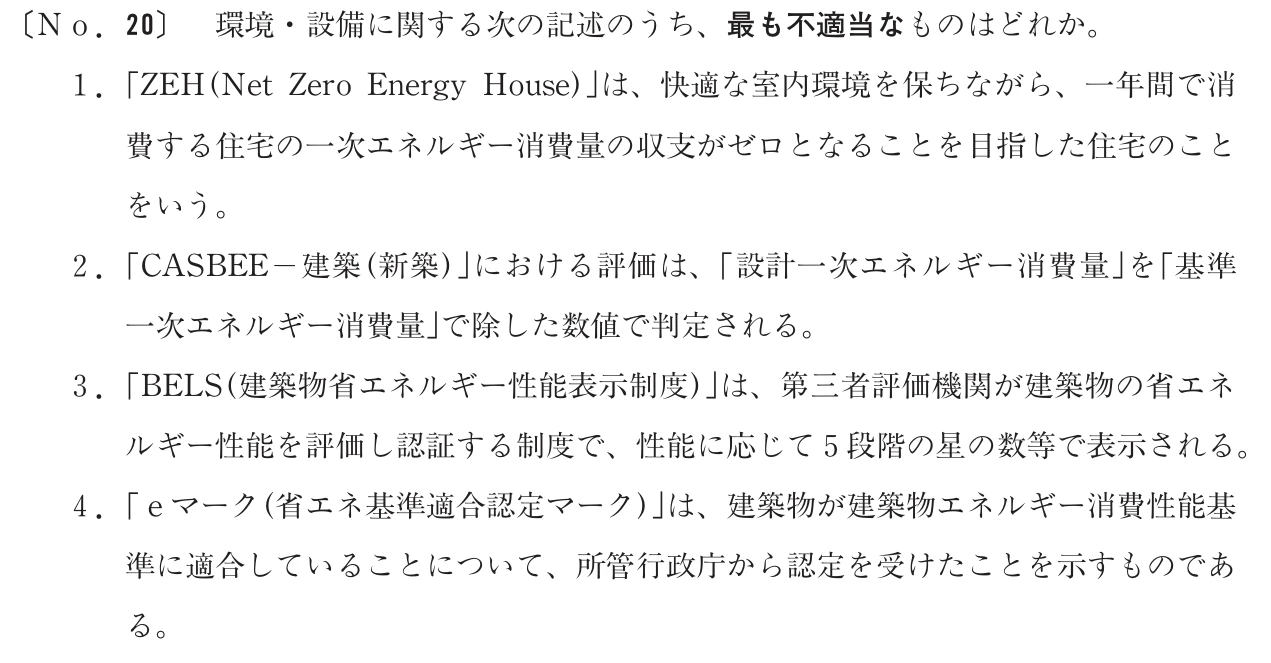 〔Ｎｏ．20〕　環境・設備に関する次の記述のうち、最も不適当なものはどれか。
１．「ZEH(Net Zero Energy House)」は、快適な室内環境を保ちながら、一年間で消
費する住宅の一次エネルギー消費量の収支がゼロとなることを目指した住宅のこと
をいう。
２．「CASBEE－建築(新築)」における評価は、「設計一次エネルギー消費量」を「基準
一次エネルギー消費量」で除した数値で判定される。
３．「BELS(建築物省エネルギー性能表示制度)」は、第三者評価機関が建築物の省エネ
ルギー性能を評価し認証する制度で、性能に応じて５段階の星の数等で表示される。
４．「ｅマーク(省エネ基準適合認定マーク)」は、建築物が建築物エネルギー消費性能基
準に適合していることについて、所管行政庁から認定を受けたことを示すものであ
る。